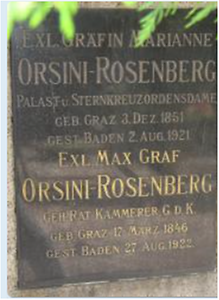 EXL. GRÄFIN MARIANNE
ORSINI-ROSENBERG
PALAST U. STERNKREUZORDENSDAME
GEB. GRAZ 3. DEZ. 1851
GEST. BADEN 2. AUG. 1921.
EXL. MAX GRAF
ORSINI-ROSENBERG
GEH. RAT KÄMMERER G. D. K.
GEB. GRAZ 17. MÄRZ 1846
GEST. BADEN 27. AUG. 1922.